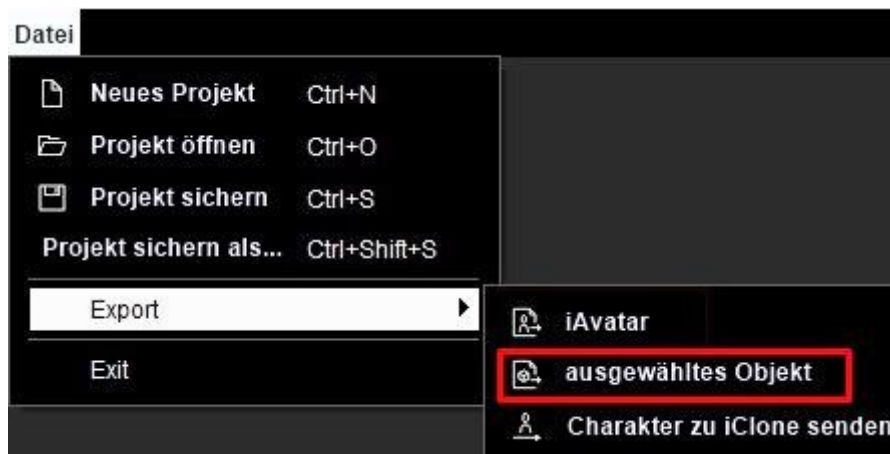 Datei
Neues Projekt Ctrl+N
Projekt öffnen Ctrl+O
Projekt sichern Ctrl+S
Projekt sichern als... Ctrl+Shift+S
Export
iAvatar
ausgewähltes Objekt
Exit
Charakter zu iClone senden